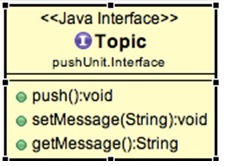 <<Java Interface>>
Topic
pushUnit.Interface
push():void
setMessage(String):void
getMessage():String